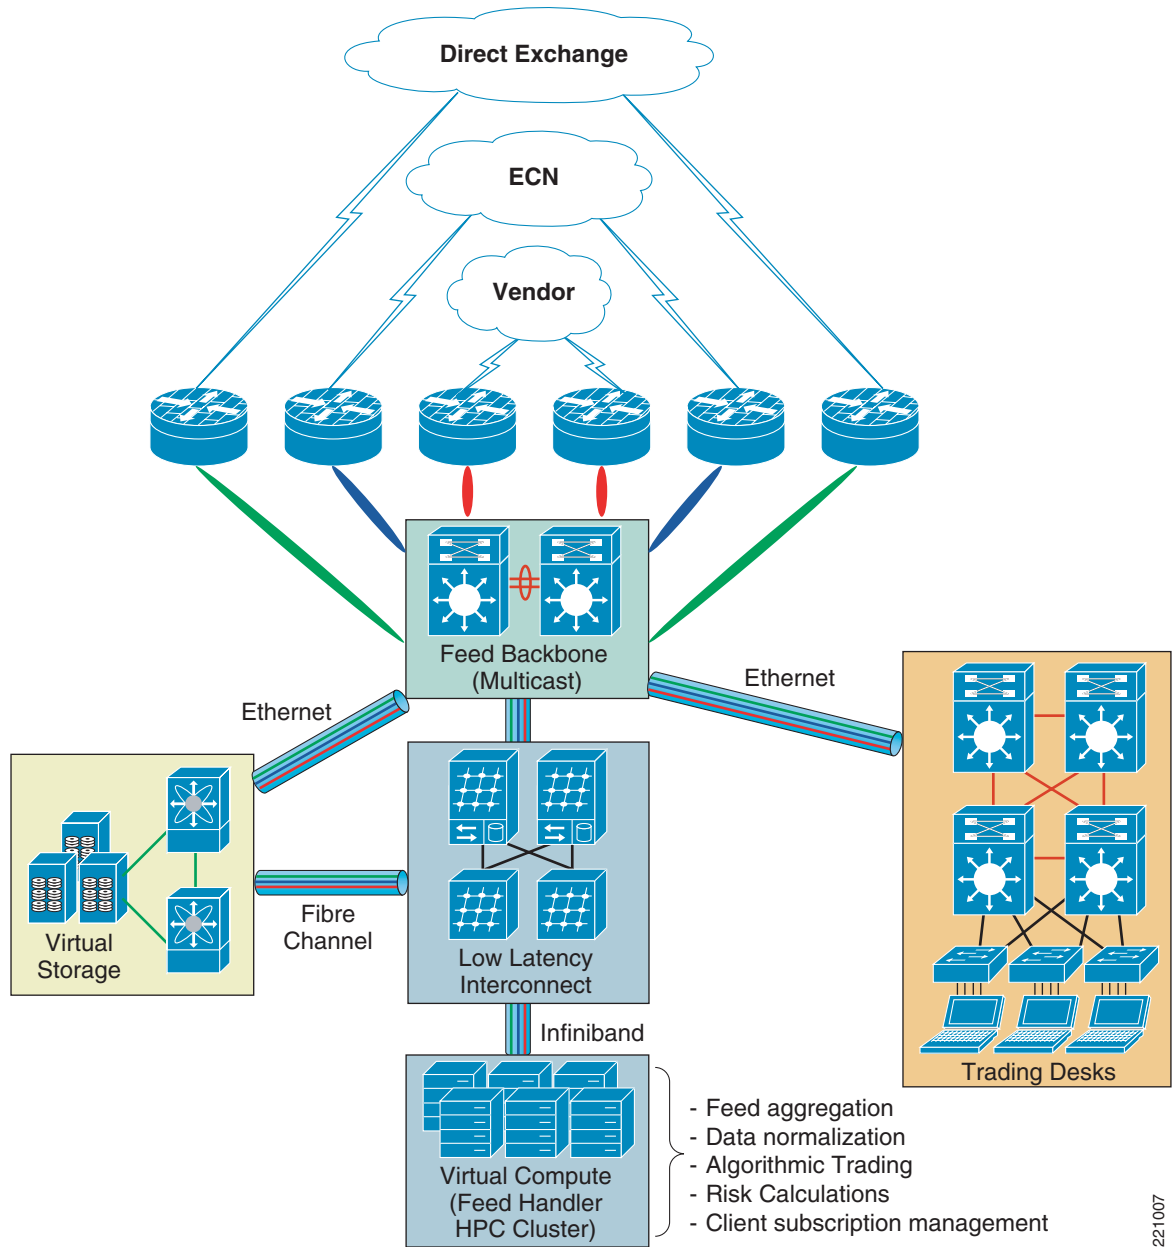 Direct Exchange
ECN
Vendor
Feed Backbone
(Multicast)
Ethernet
Ethernet
Virtual
Storage
Fibre
Channel
Low Latency
Interconnect
Infiniband
Trading Desks
Virtual Compute
(Feed Handler
HPC Cluster)
- Feed aggregation
- Data normalization
- Algorithmic Trading
- Risk Calculations
- Client subscription management
221007